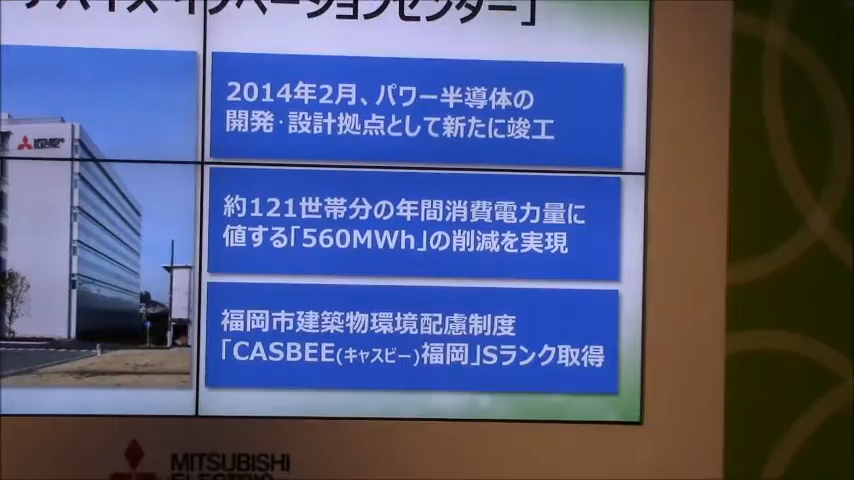 デバイス イノベーションセンター」
2014年2月、パワー半導体の
開発・設計拠点として新たに竣工
約121世帯分の年間消費電力量に
値する「560MWh」の削減を実現
福岡市建築物環境配慮制度
「CASBEE(キャスビー)福岡」Sランク取得
MITSUBISHI
ELECTRIC